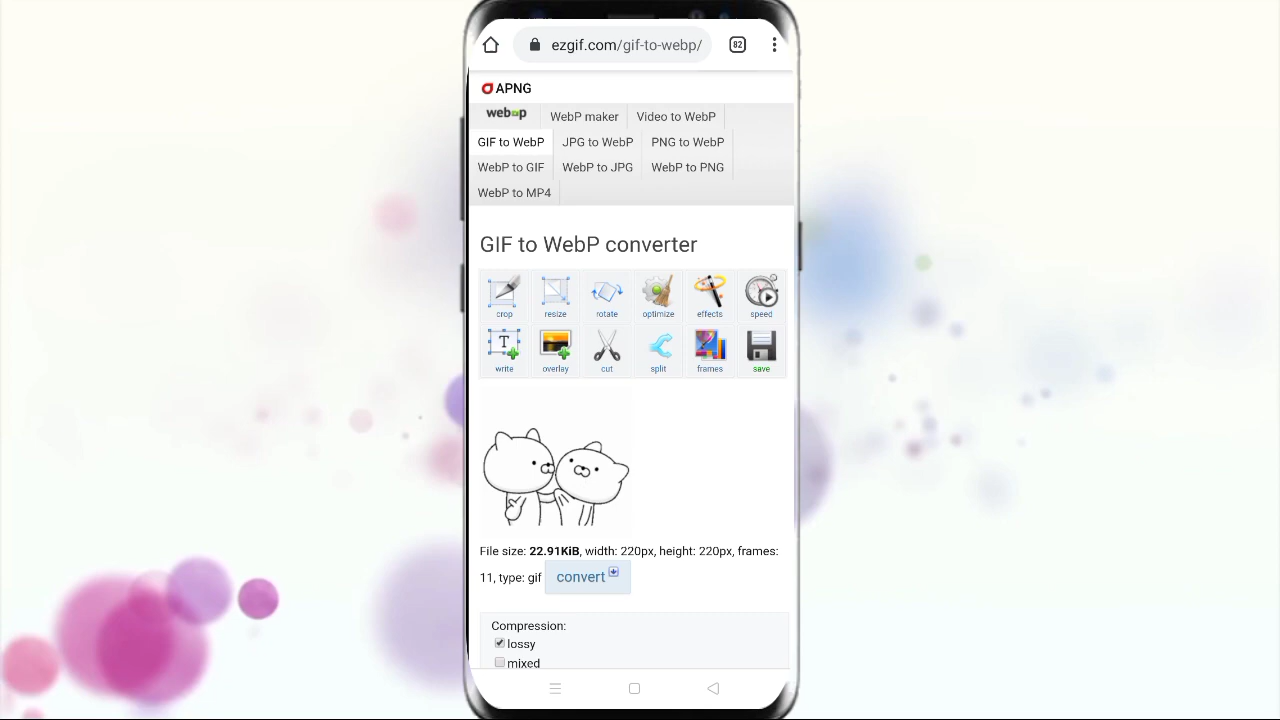 ezgif.com/gif-to-webp/
82
APNG
webp
WebP maker
Video to WebP
GIF to WebP
JPG to WebP
PNG to WebP
WebP to GIF
WebP to JPG
WebP to PNG
WebP to MP4
GIF to WebP converter
crop
resize
rotate
optimize
effects
speed
T
write
overlay
cut
split
frames
save
File size: 22.91KiB, width: 220px, height: 220px, frames:
11, type: gif convert
Compression:
lossy
mixed